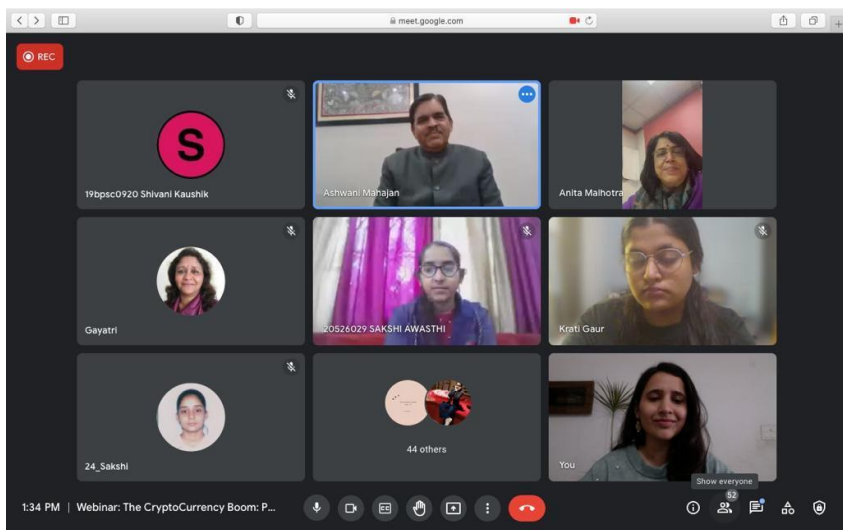 meet.google.com
REC
S
19bpsc0920 Shivani Kaushik
Ashwani Mahajan
Anita Malhotra
Gayatri
20526029 SAKSHI AWASTHI
Krati Gaur
24_Sakshi
44 others
You
Show everyone
52
1:34 PM | Webinar: The CryptoCurrency Boom: P...
CC